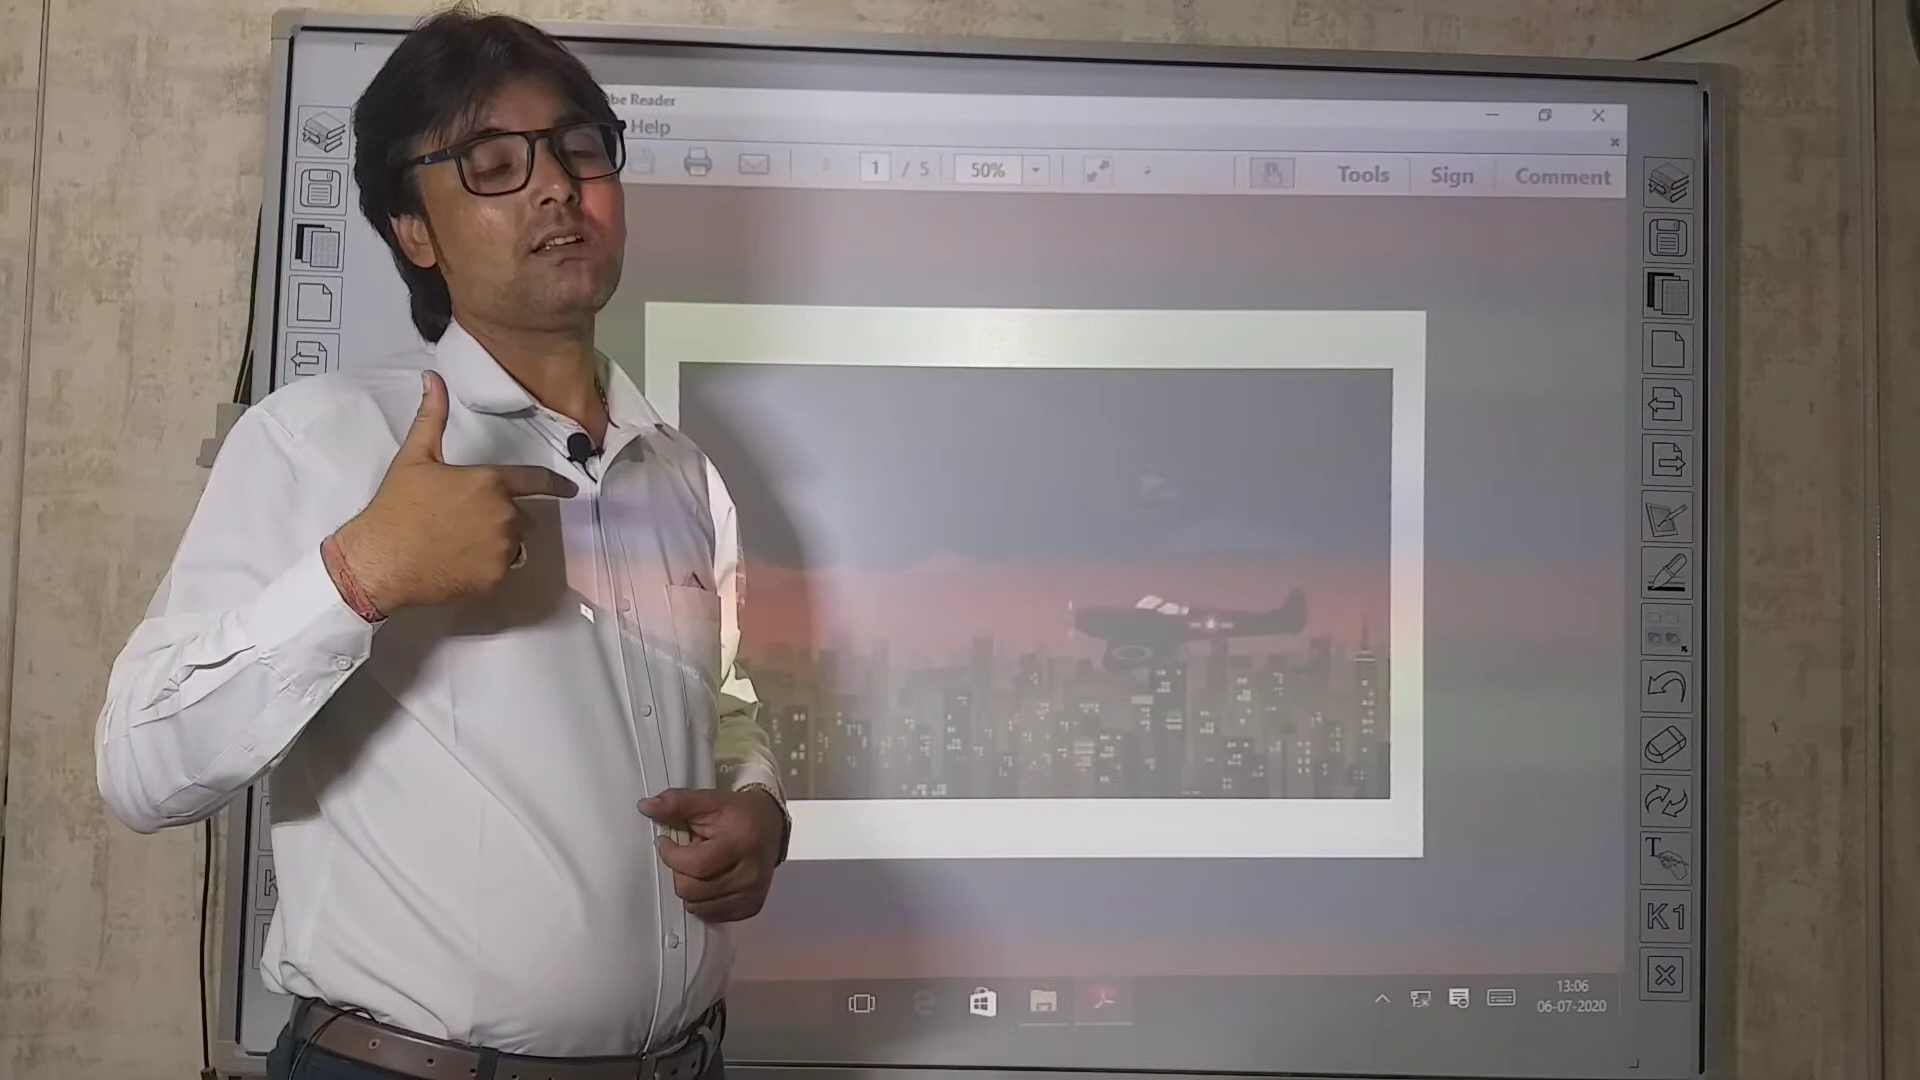 be Reader
Help
1 / 5
50%
Tools
Sign
Comment
T
K1
13:06
06-07-2020